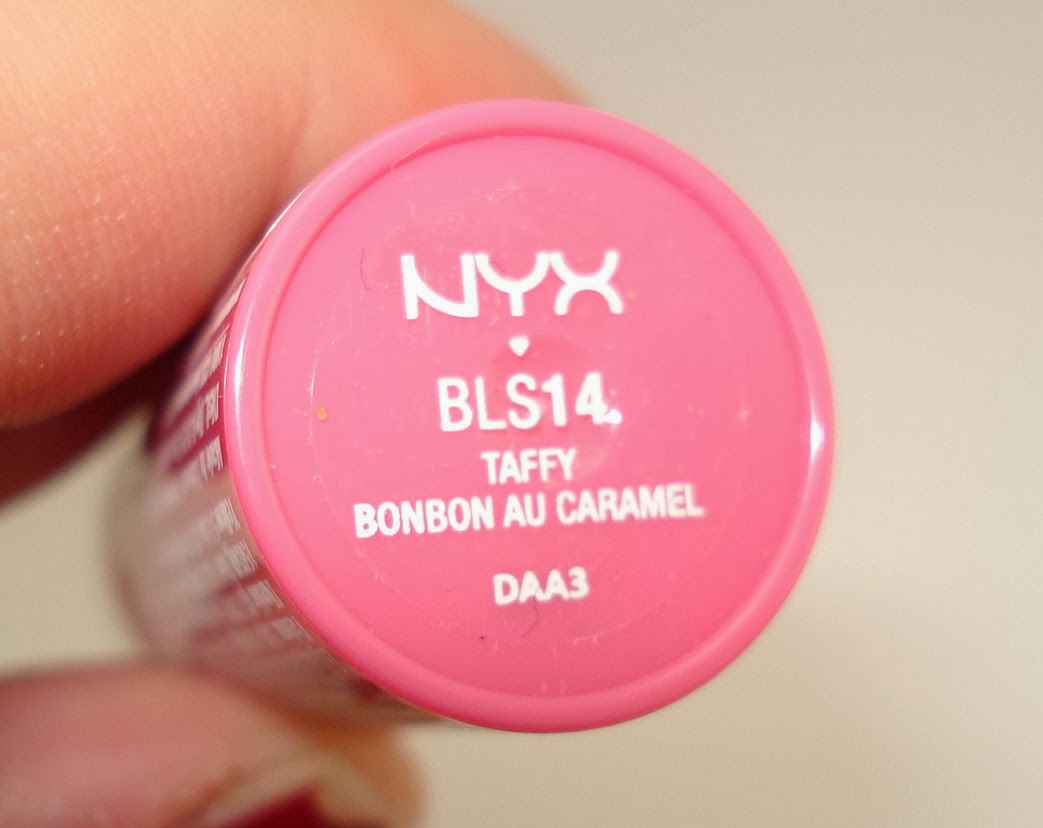 NYX
BLS14
TAFFY
BONBON AU CARAMEL
DAA3